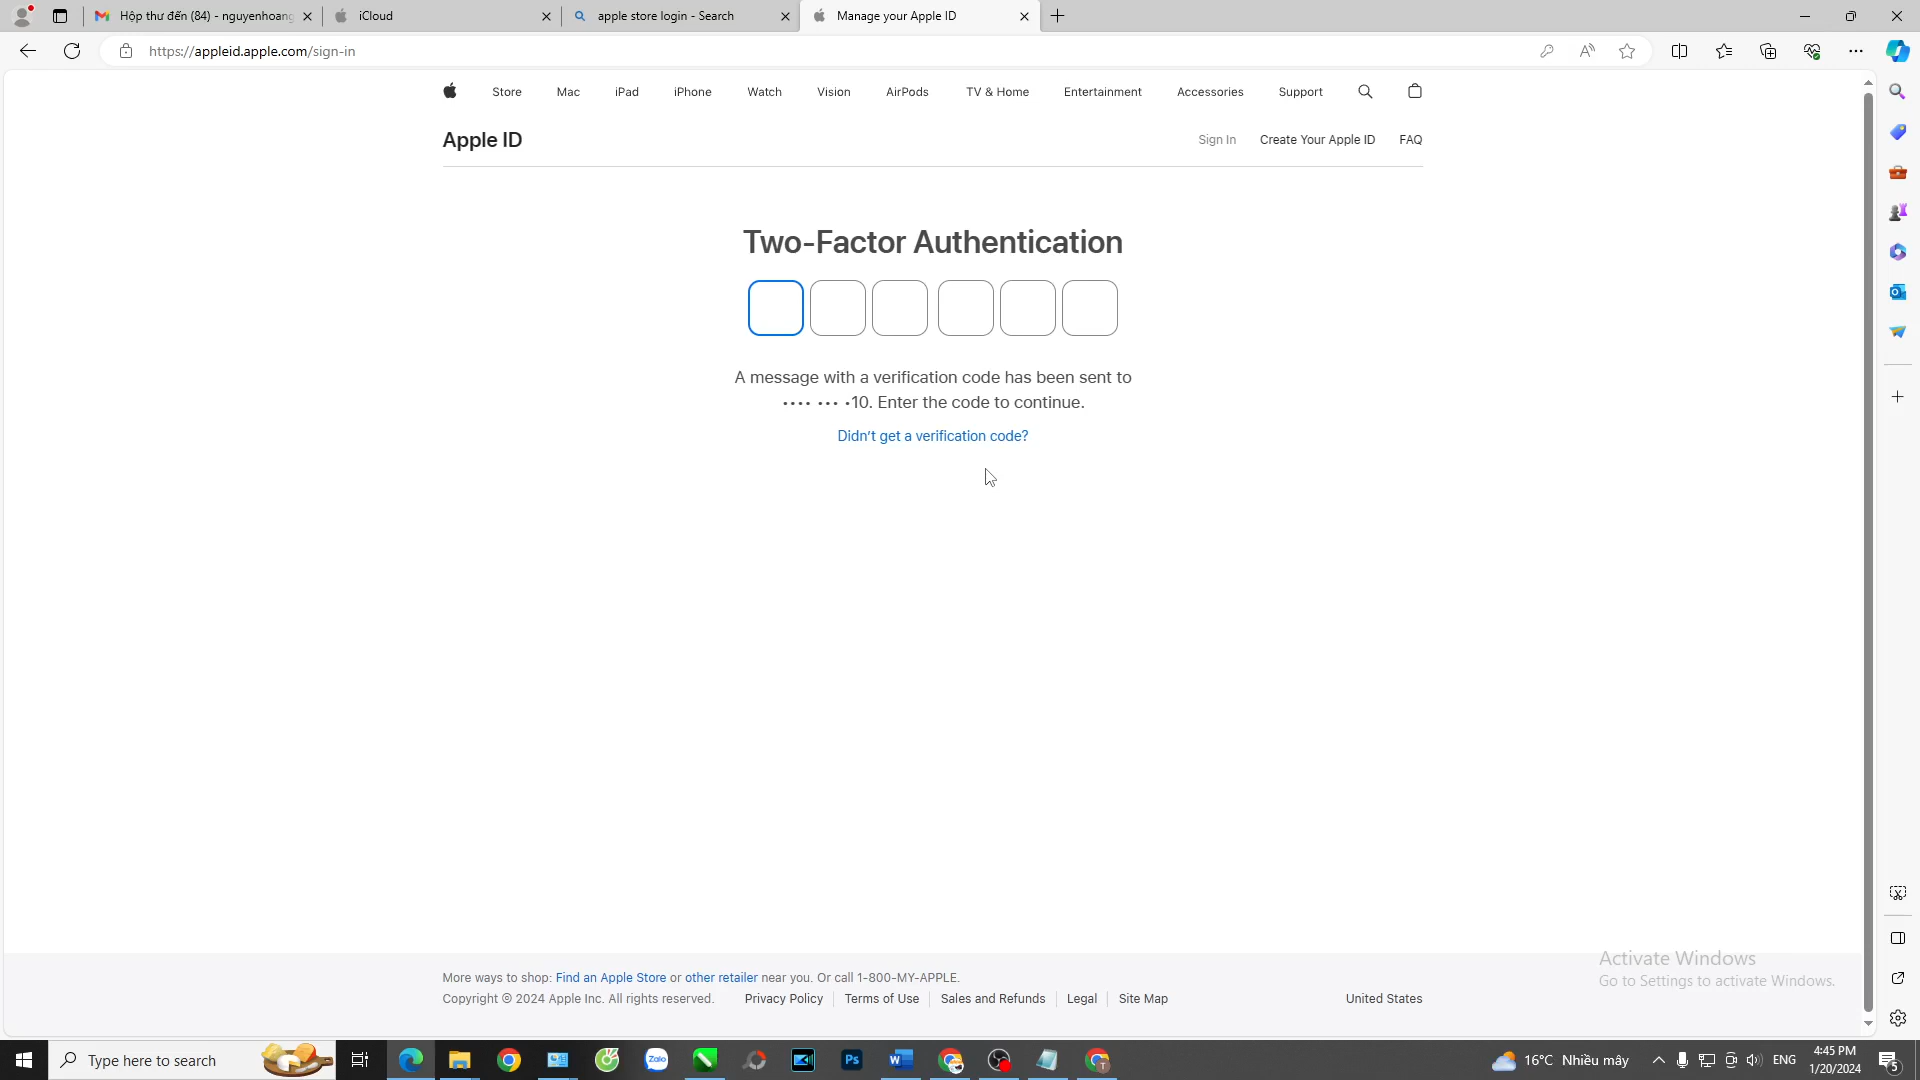 Hộp thư đến (84) - nguyenhoang
iCloud
apple store login - Search
Manage your Apple ID
https://appleid.apple.com/sign-in
Store Mac iPad iPhone Watch Vision AirPods TV & Home Entertainment Accessories Support
Apple ID
Sign In Create Your Apple ID FAQ
Two-Factor Authentication
A message with a verification code has been sent to
•••• ••• •10. Enter the code to continue.
Didn't get a verification code?
Activate Windows
Go to Settings to activate Windows.
More ways to shop: Find an Apple Store or other retailer near you. Or call 1-800-MY-APPLE.
Copyright © 2024 Apple Inc. All rights reserved. Privacy Policy Terms of Use Sales and Refunds Legal Site Map United States
Type here to search
Zalo
Ps
W
T
16°C Nhiều mây
ENG
4:45 PM
1/20/2024
5